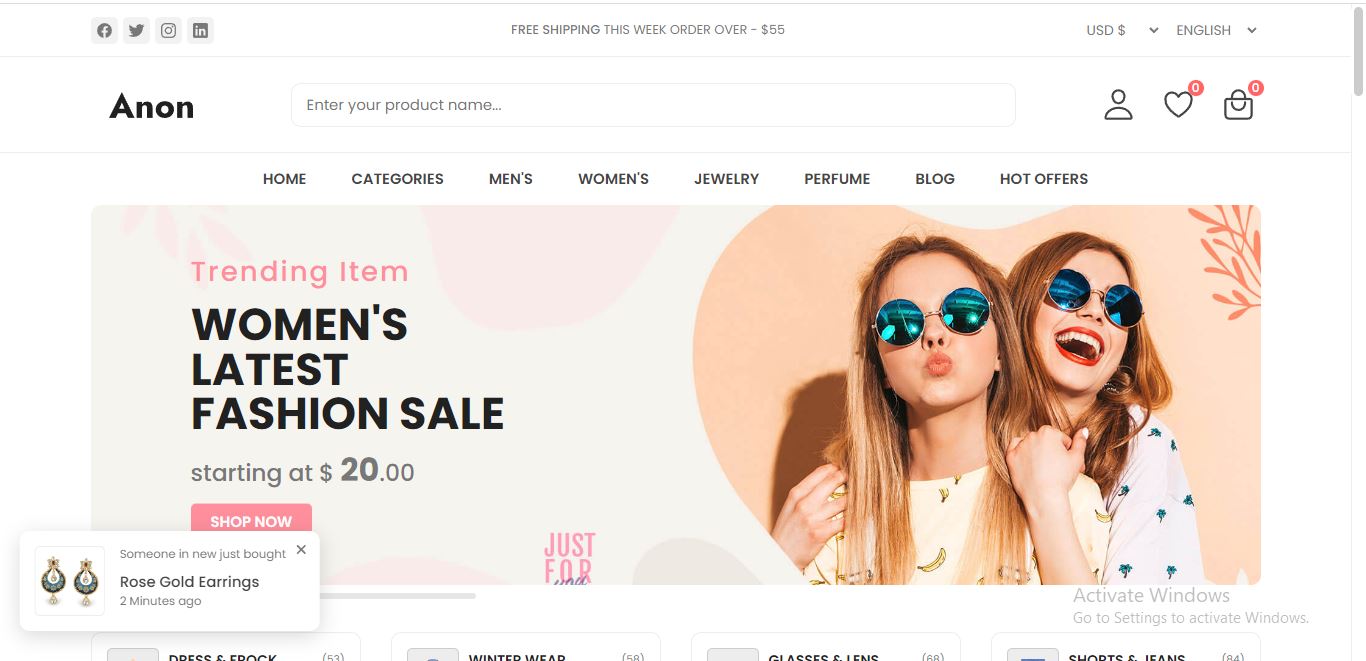 FREE SHIPPING THIS WEEK ORDER OVER - $55
USD $
ENGLISH
Anon
Enter your product name...
0
0
HOME
CATEGORIES
MEN'S
WOMEN'S
JEWELRY
PERFUME
BLOG
HOT OFFERS
Trending Item
WOMEN'S
LATEST
FASHION SALE
starting at $ 20.00
SHOP NOW
JUST
FOR
you
Someone in new just bought
Rose Gold Earrings
2 Minutes ago
Activate Windows
Go to Settings to activate Windows.
DRESS & FROCK
(53)
WINTER WEAR
(58)
GLASSES & LENS
(68)
SHORTS & JEANS
(84)